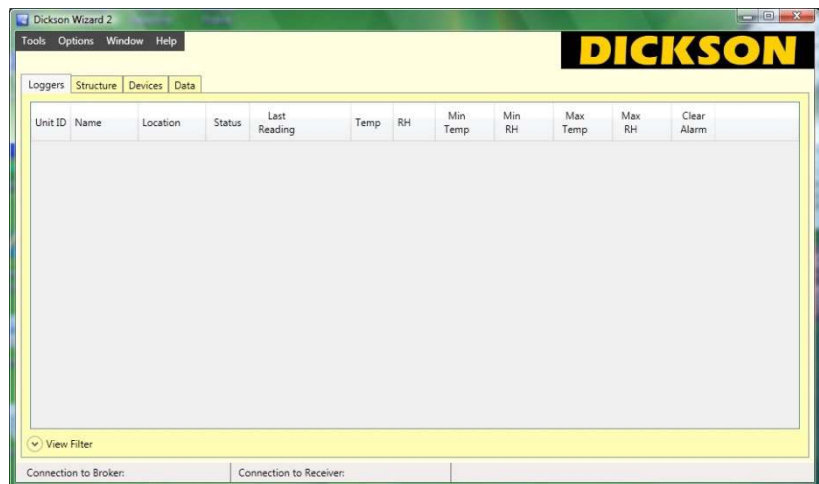 Dickson Wizard 2
Tools Options Window Help
DICKSON
Loggers Structure Devices Data
Unit ID Name Location Status Last Reading Temp RH Min Temp Min RH Max Temp Max RH Clear Alarm
View Filter
Connection to Broker: Connection to Receiver: